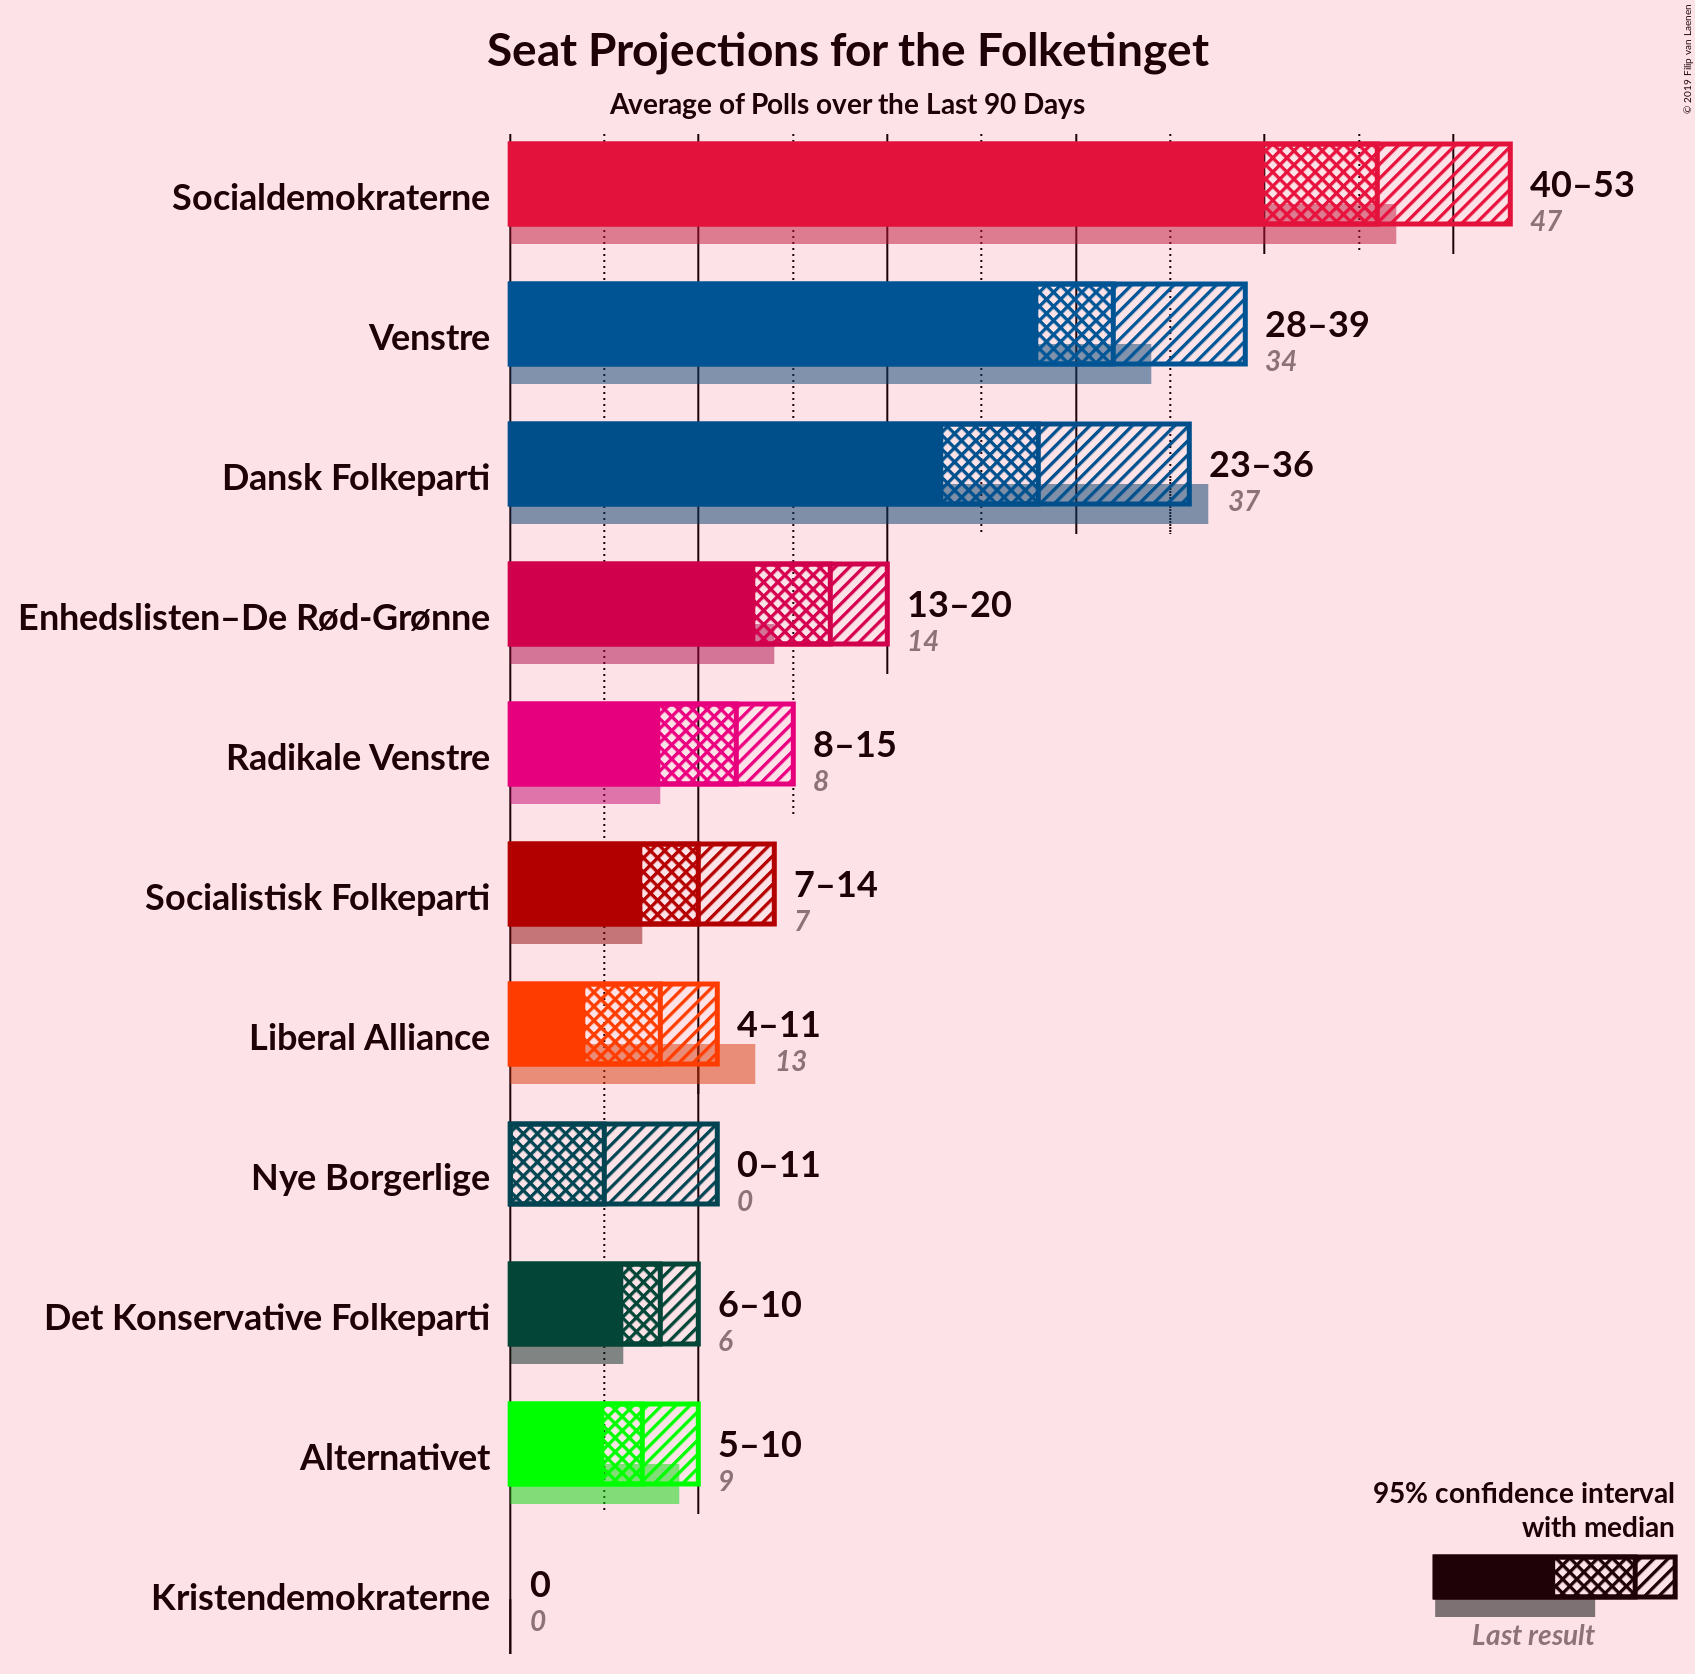 Seat Projections for the Folketinget
Average of Polls over the Last 90 Days
© 2019 Filip van Laenen
Socialdemokraterne
40–53
47
Venstre
28–39
34
Dansk Folkeparti
23–36
37
Enhedslisten–De Rød-Grønne
13–20
14
Radikale Venstre
8–15
8
Socialistisk Folkeparti
7–14
7
Liberal Alliance
4–11
13
Nye Borgerlige
0–11
0
Det Konservative Folkeparti
6–10
6
Alternativet
5–10
9
Kristendemokraterne
0
0
95% confidence interval
with median
Last result